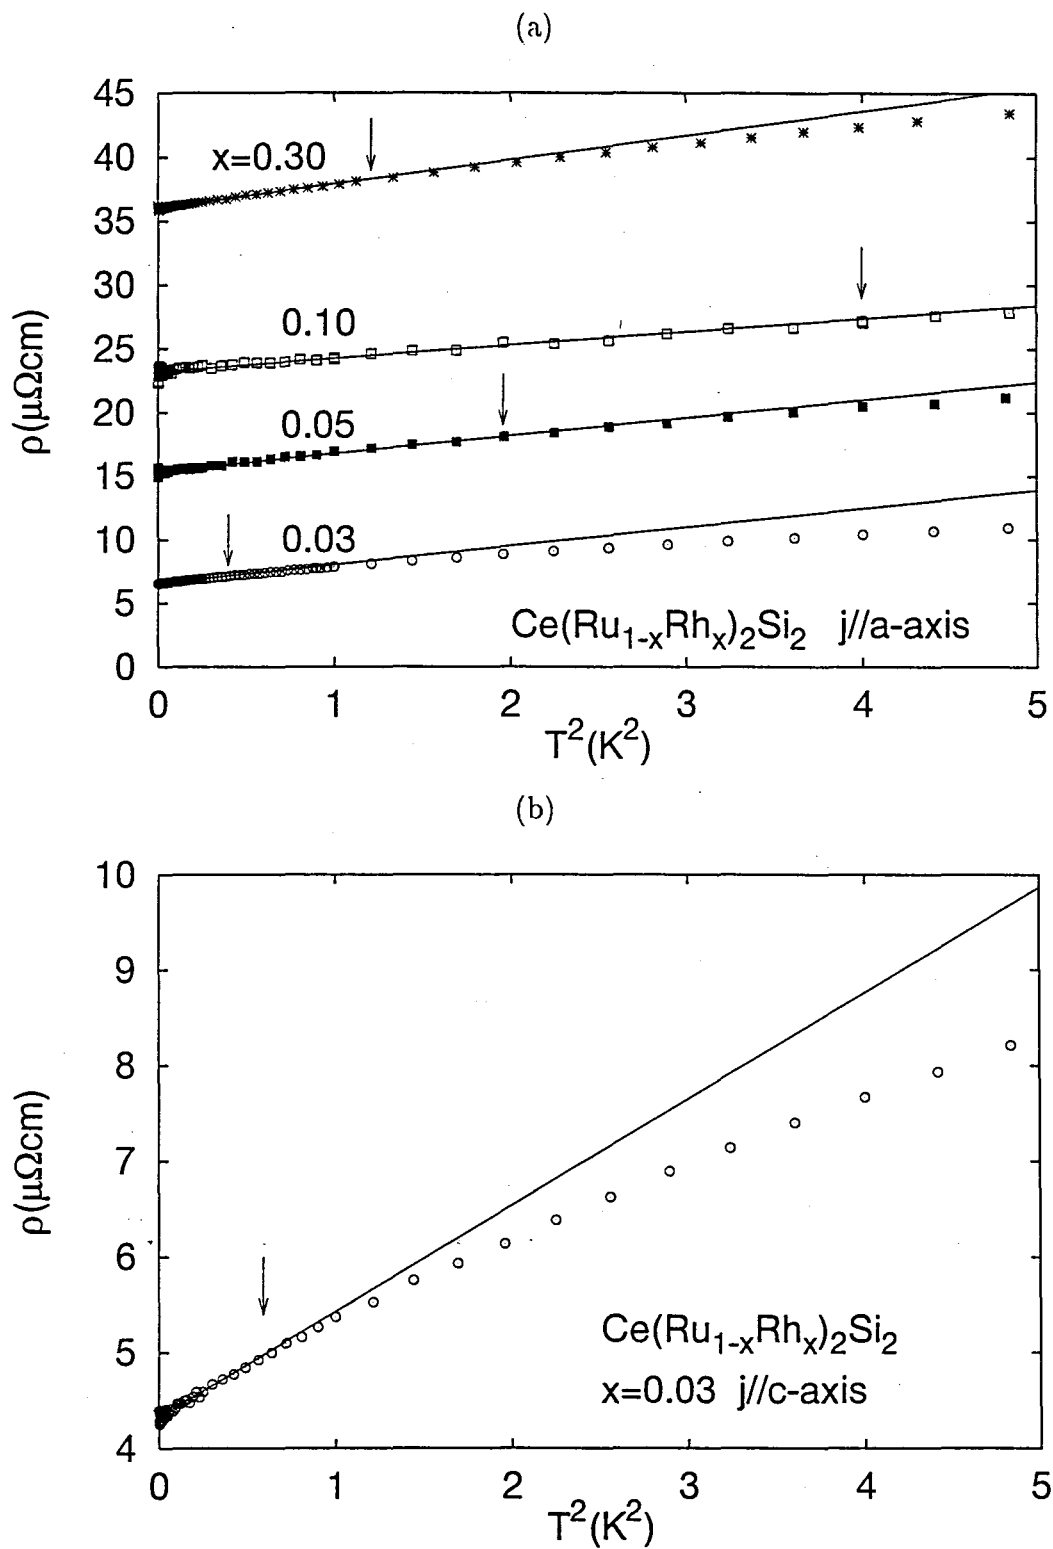 (a)
45
40
35
30
25
20
15
10
5
0
ρ(μΩcm)
x=0.30
0.10
0.05
0.03
Ce(Ru1-xRhx)2Si2 j//a-axis
0 1 2 3 4 5
T²(K²)
(b)
10
9
8
7
6
5
4
ρ(μΩcm)
Ce(Ru1-xRhx)2Si2
x=0.03 j//c-axis
0 1 2 3 4 5
T²(K²)